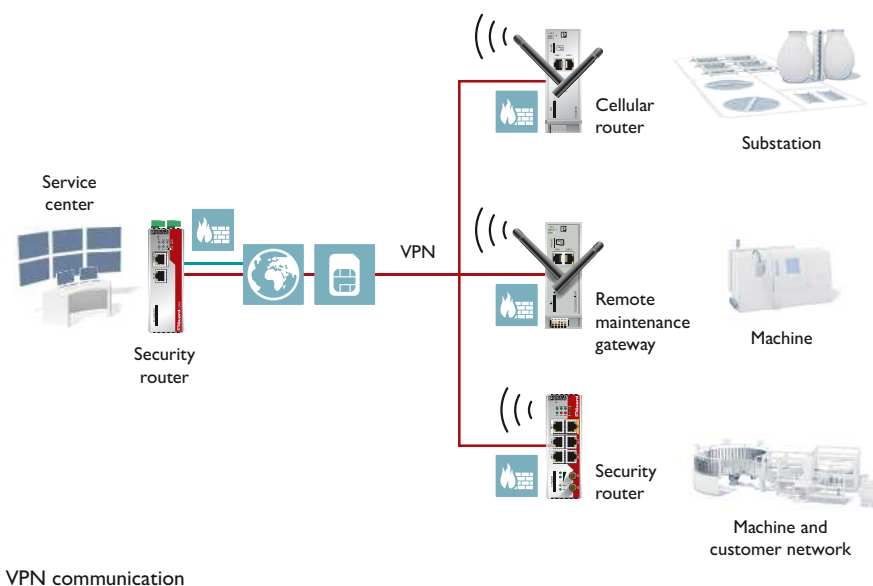 Cellular
router
Substation
Service
center
VPN
Remote
maintenance
gateway
Machine
Security
router
Security
router
Machine and
customer network
VPN communication